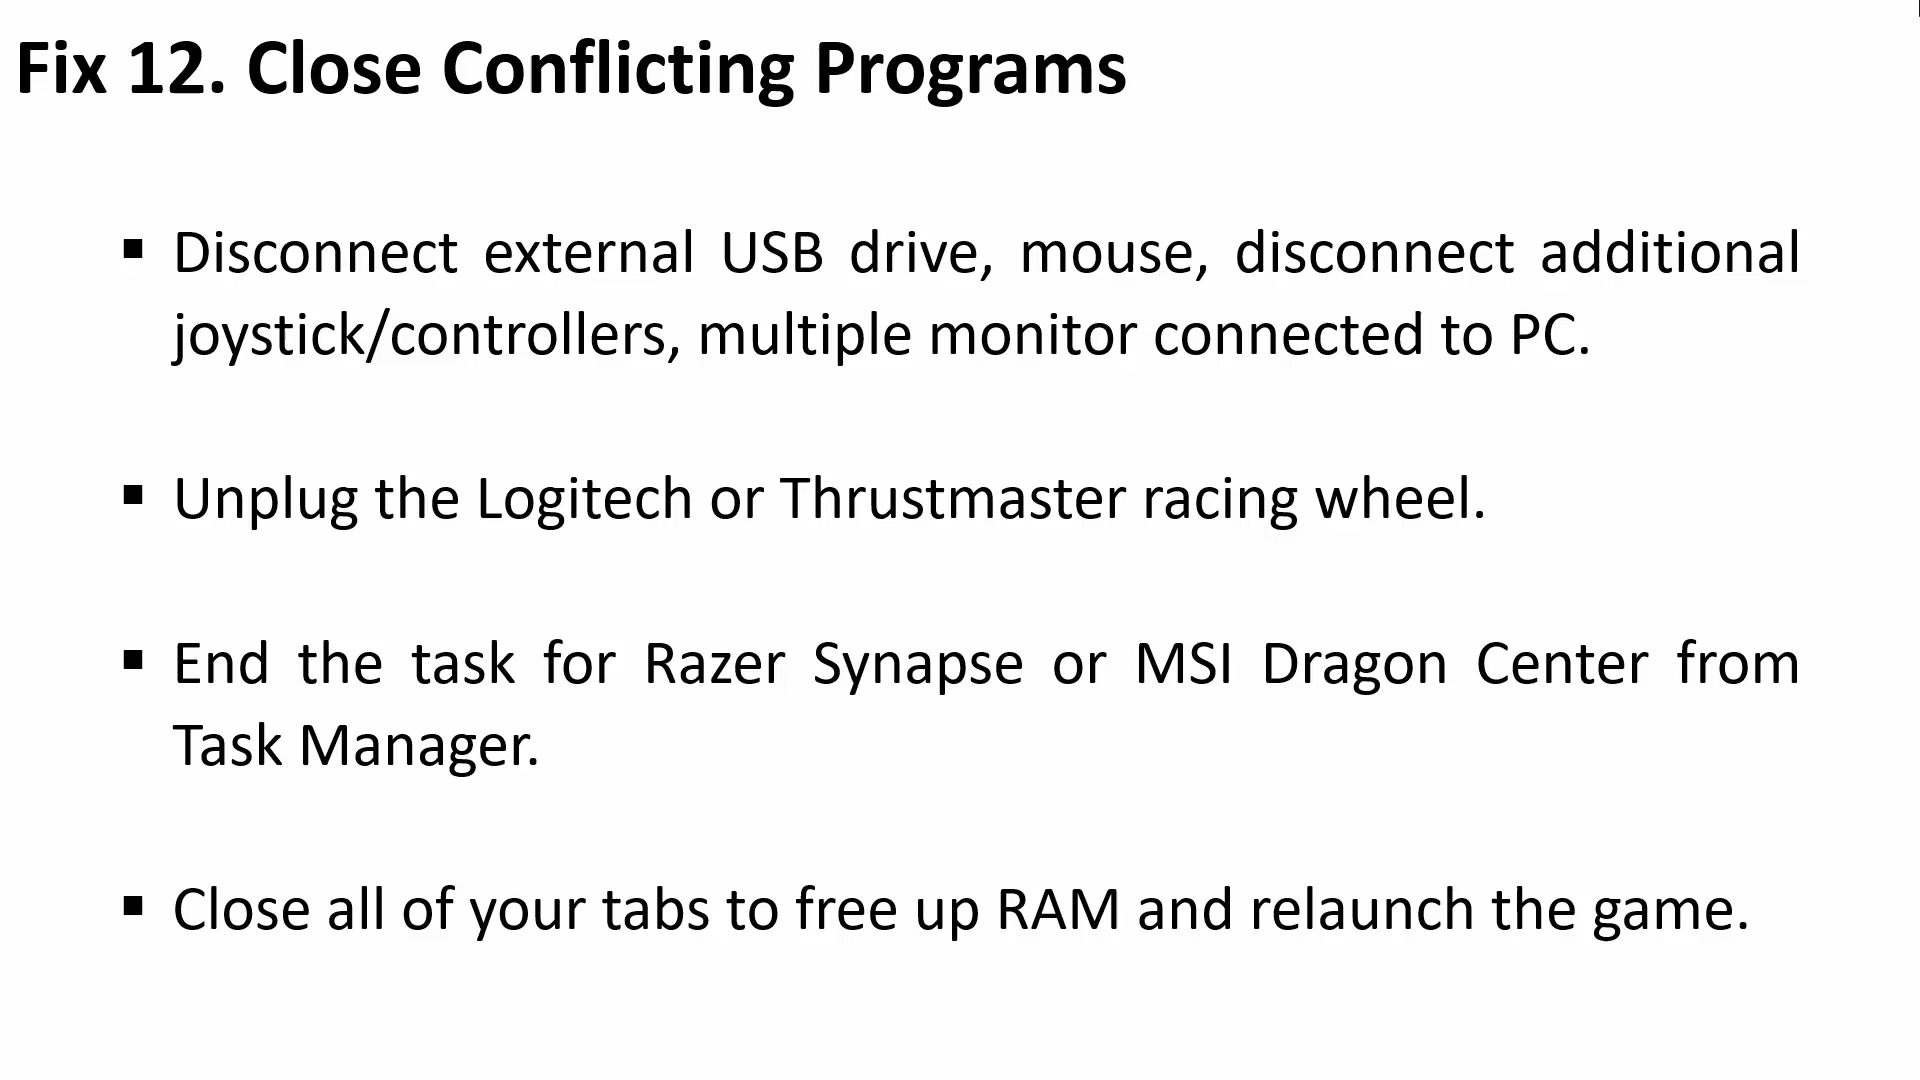 Fix 12. Close Conflicting Programs
▪ Disconnect external USB drive, mouse, disconnect additional
joystick/controllers, multiple monitor connected to PC.
▪ Unplug the Logitech or Thrustmaster racing wheel.
▪ End the task for Razer Synapse or MSI Dragon Center from
Task Manager.
▪ Close all of your tabs to free up RAM and relaunch the game.